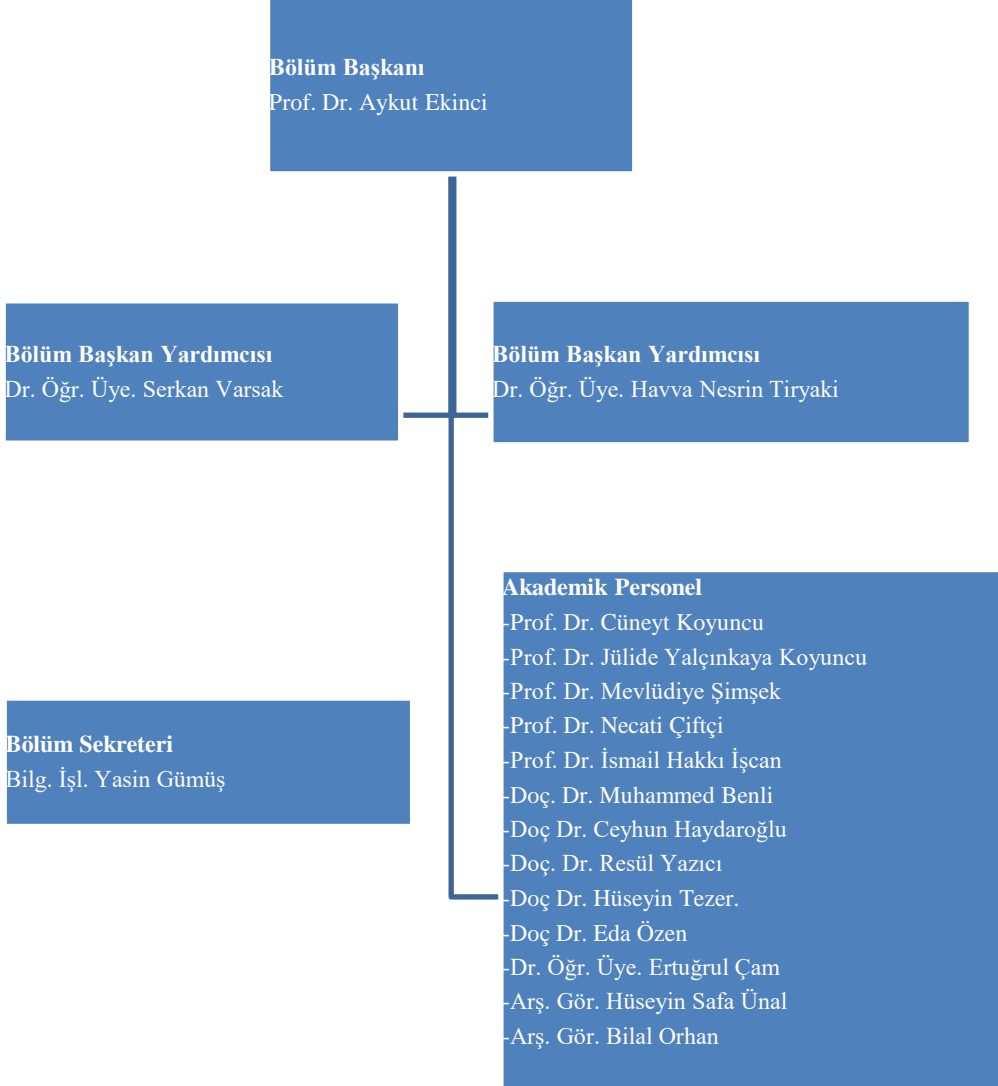 Bölüm Başkanı
Prof. Dr. Aykut Ekinci
Bölüm Başkan Yardımcısı
Dr. Öğr. Üye. Serkan Varsak
Bölüm Başkan Yardımcısı
Dr. Öğr. Üye. Havva Nesrin Tiryaki
Bölüm Sekreteri
Bilg. İşl. Yasin Gümüş
Akademik Personel
-Prof. Dr. Cüneyt Koyuncu
-Prof. Dr. Jülide Yalçınkaya Koyuncu
-Prof. Dr. Mevlüdiye Şimşek
-Prof. Dr. Necati Çiftçi
-Prof. Dr. İsmail Hakkı İşcan
-Doç. Dr. Muhammed Benli
-Doç Dr. Ceyhun Haydaroğlu
-Doç. Dr. Resül Yazıcı
-Doç Dr. Hüseyin Tezer.
-Doç Dr. Eda Özen
-Dr. Öğr. Üye. Ertuğrul Çam
-Arş. Gör. Hüseyin Safa Ünal
-Arş. Gör. Bilal Orhan